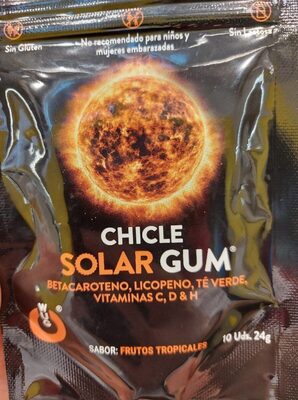 Sin Gluten
No recomendado para niños y
mujeres embarazadas
Sin Lactosa
CHICLE
SOLAR GUM®
BETACAROTENO, LICOPENO, TÉ VERDE,
VITAMINAS C, D & H
WUG
10 Uds. 24g
SABOR: FRUTOS TROPICALES